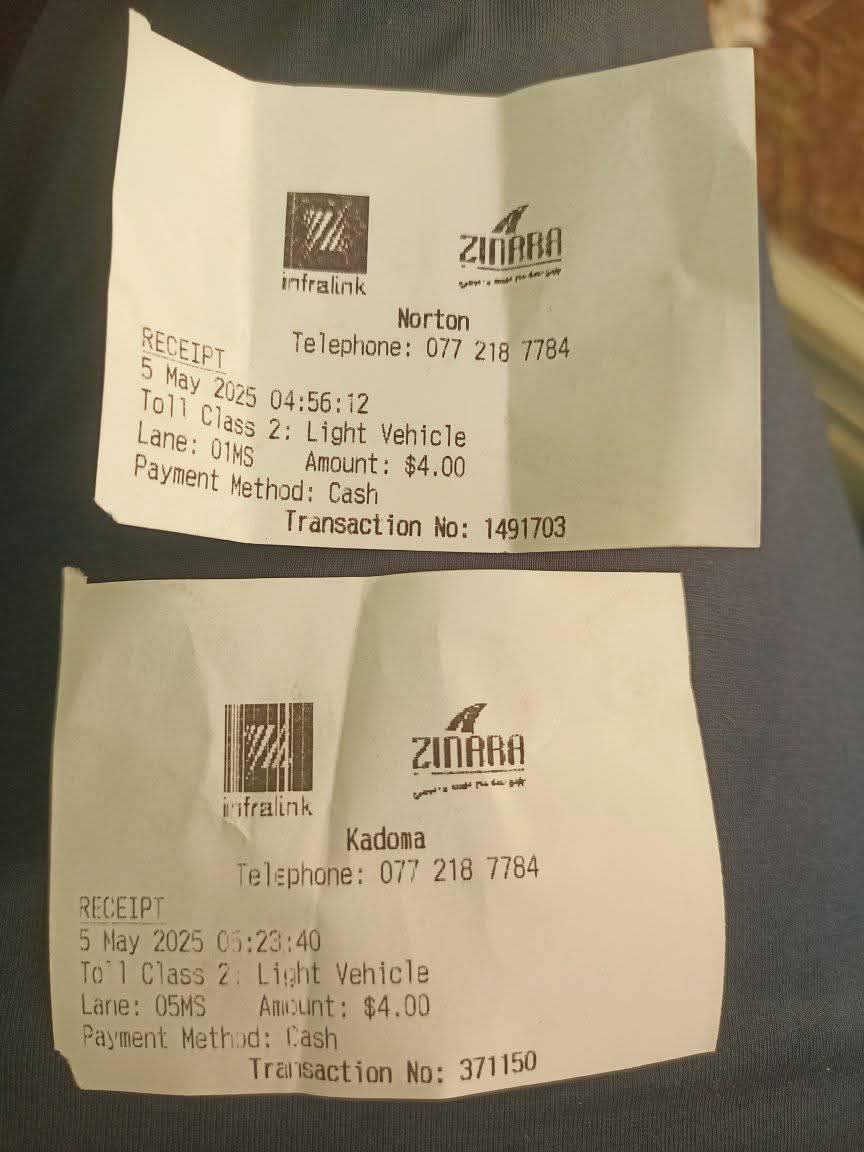 infralink
ZINARA
Norton
Telephone: 077 218 7784
RECEIPT
5 May 2025 04:56:12
Toll Class 2: Light Vehicle
Lane: 01MS Amount: $4.00
Payment Method: Cash
Transaction No: 1491703
infralink
ZINARA
Kadoma
Telephone: 077 218 7784
RECEIPT
5 May 2025
Toll Class 2: Light Vehicle
Lane: 05MS Amount: $4.00
Payment Method: Cash
Transaction No: 371150